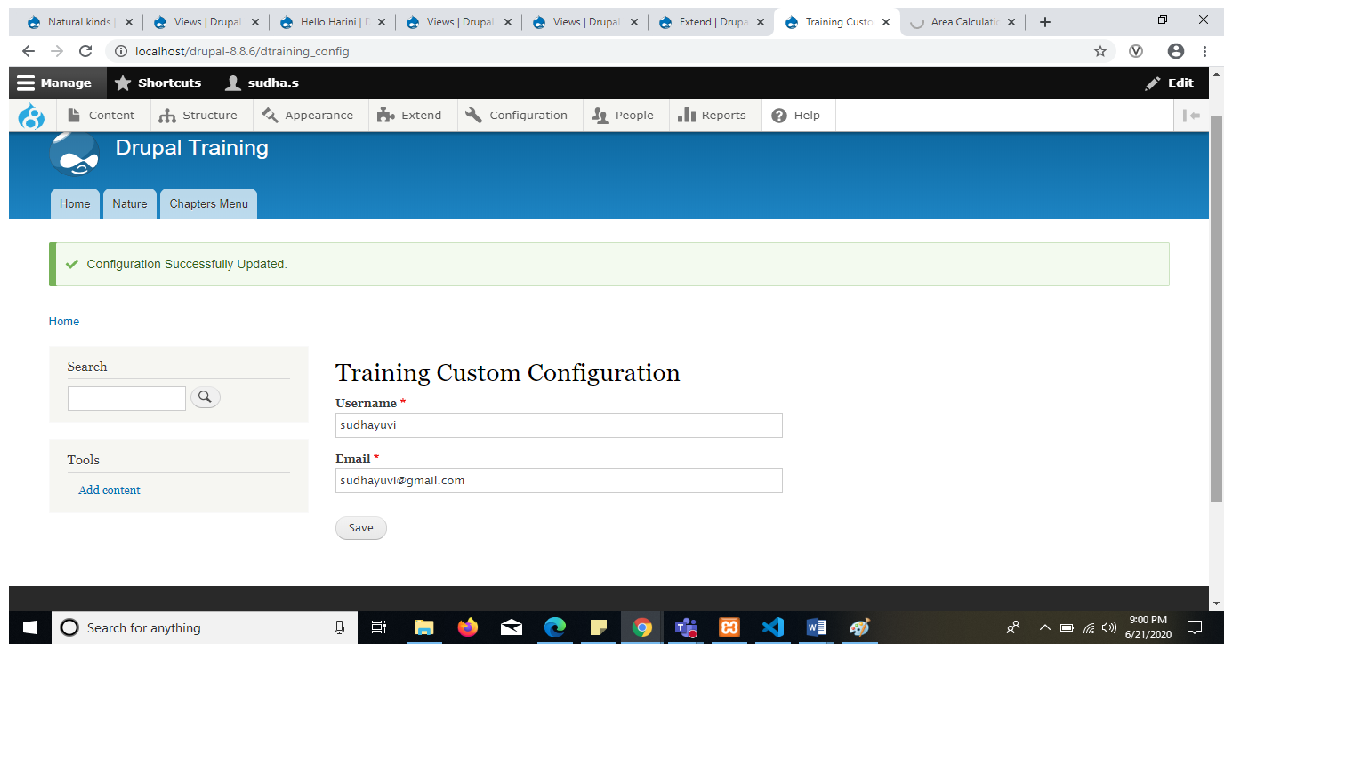 Natural kinds | Views | Drupal Hello Harini | D Views | Drupal Views | Drupal Extend | Drupa Training Custo Area Calculatio
localhost/drupal-8.8.6/dtraining_config
Manage Shortcuts sudha.s Edit
Content Structure Appearance Extend Configuration People Reports Help
Drupal Training
Home Nature Chapters Menu
Configuration Successfully Updated.
Home
Search
Tools
Add content
Training Custom Configuration
Username *
sudhayuvi
Email *
sudhayuvi@gmail.com
Save
Search for anything
9:00 PM
6/21/2020